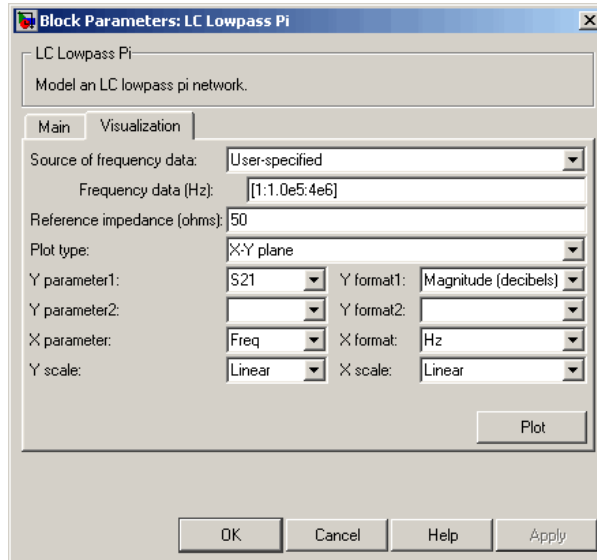 Block Parameters: LC Lowpass Pi
LC Lowpass Pi
Model an LC lowpass pi network.
Main Visualization
Source of frequency data: User-specified
Frequency data (Hz): [1:1.0e5:4e6]
Reference impedance (ohms): 50
Plot type: X-Y plane
Y parameter1: S21 Y format1: Magnitude (decibels)
Y parameter2: Y format2:
X parameter: Freq X format: Hz
Y scale: Linear X scale: Linear
Plot
OK Cancel Help Apply